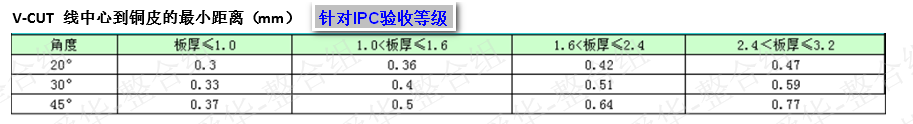 V-CUT 线中心到铜皮的最小距离（mm） 针对IPC验收等级
角度 板厚≤1.0 1.0<板厚≤1.6 1.6<板厚≤2.4 2.4＜板厚≤3.2
20° 0.3 0.36 0.42 0.47
30° 0.33 0.4 0.51 0.59
45° 0.37 0.5 0.64 0.77